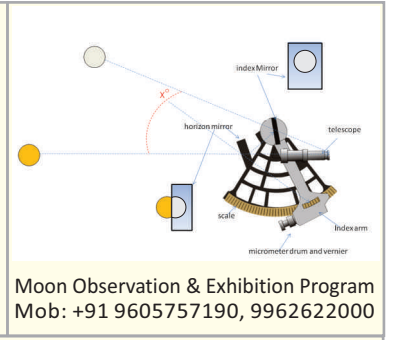 index Mirror
X°
horizon mirror
telescope
scale
Index arm
micrometer drum and vernier
Moon Observation & Exhibition Program
Mob: +91 9605757190, 9962622000